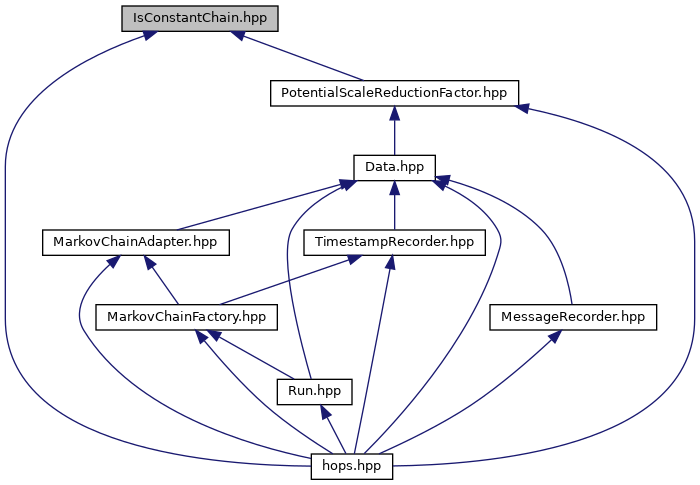 IsConstantChain.hpp
PotentialScaleReductionFactor.hpp
Data.hpp
MarkovChainAdapter.hpp
TimestampRecorder.hpp
MarkovChainFactory.hpp
MessageRecorder.hpp
Run.hpp
hops.hpp